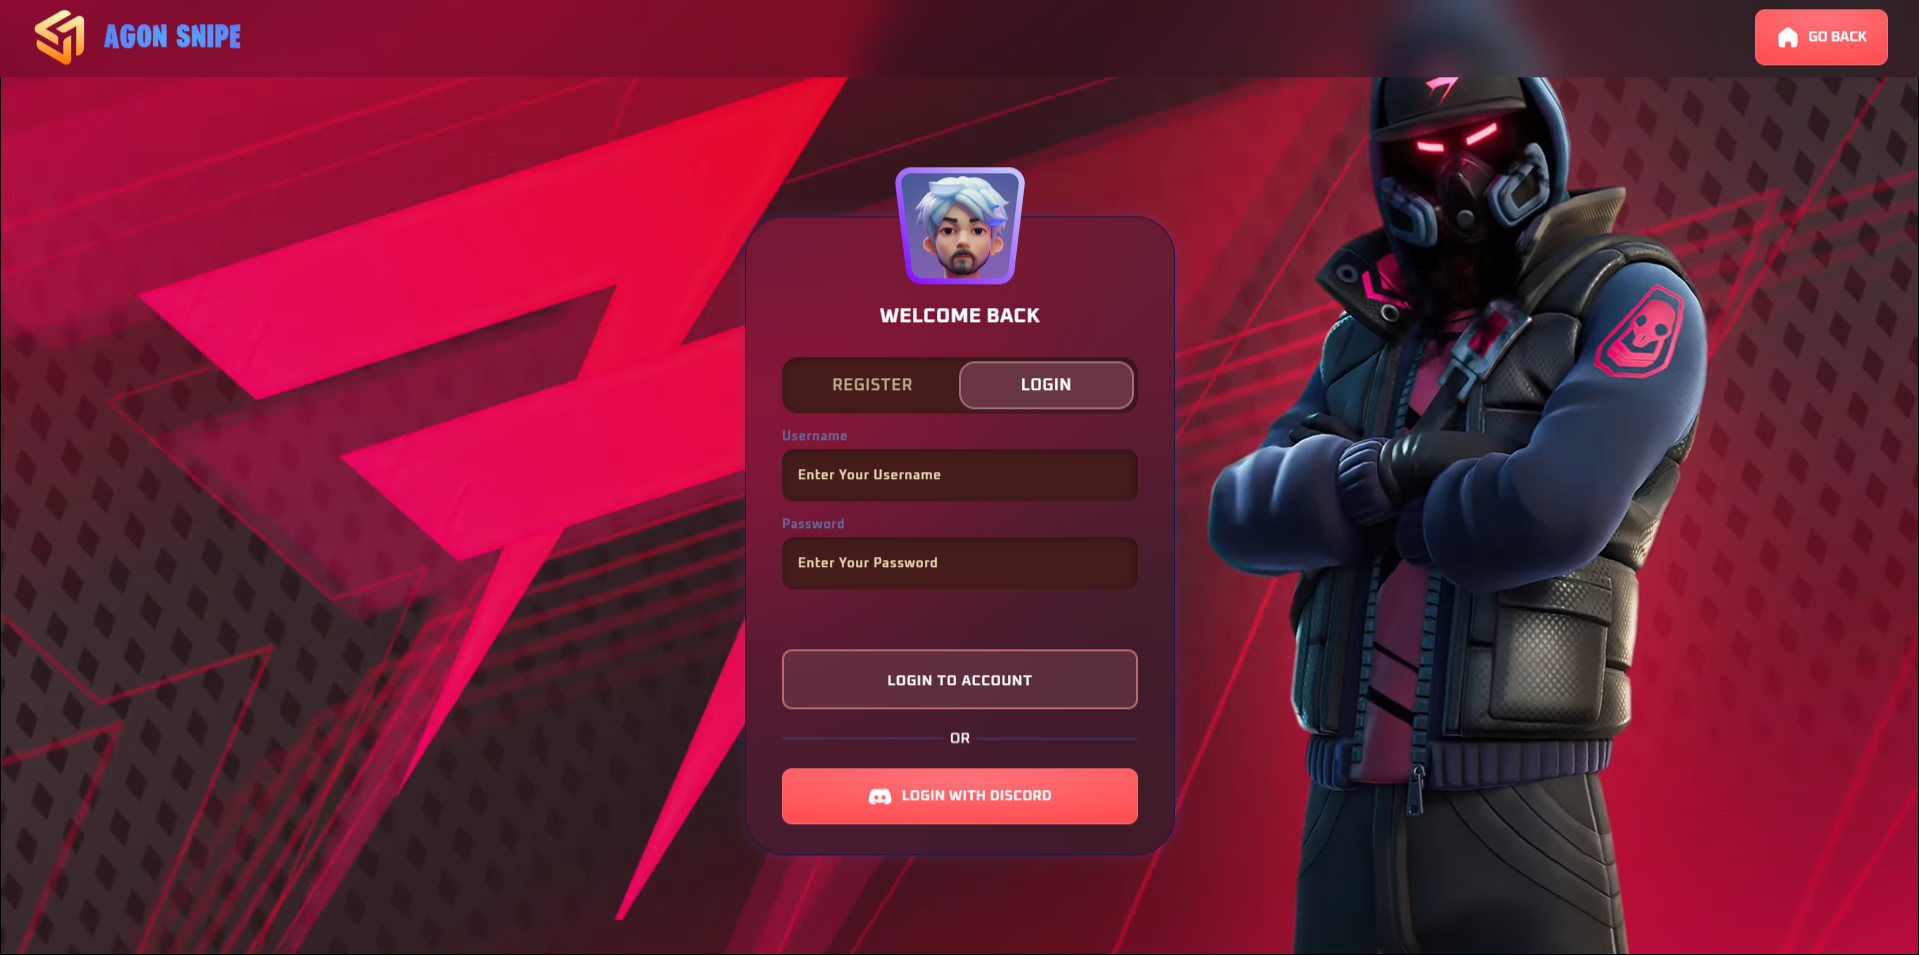 AGON SNIPE
GO BACK
WELCOME BACK
REGISTER
LOGIN
Username
Enter Your Username
Password
Enter Your Password
LOGIN TO ACCOUNT
OR
LOGIN WITH DISCORD